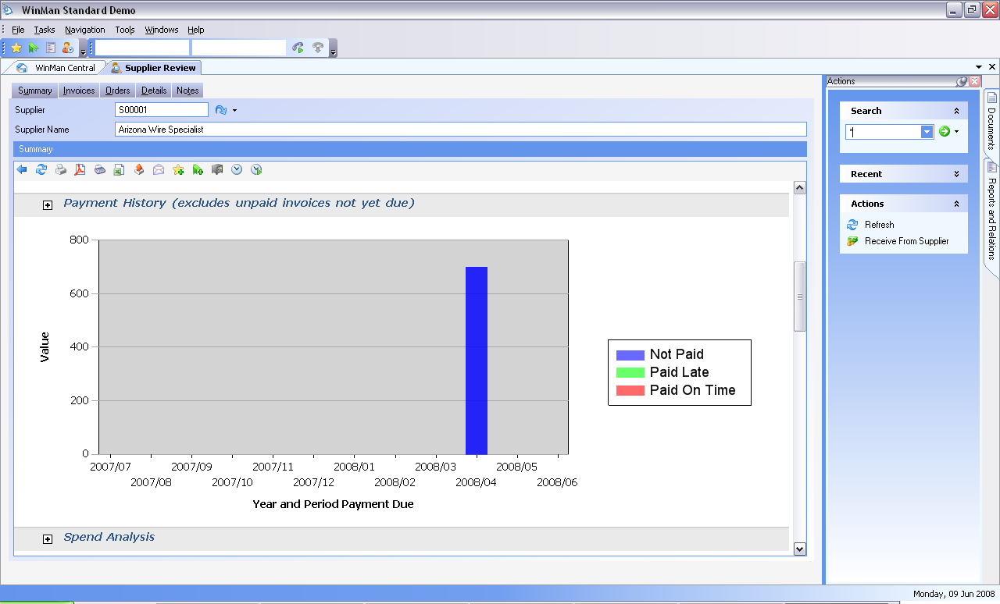 WinMan Standard Demo
File Tasks Navigation Tools Windows Help
WinMan Central Supplier Review
Summary Invoices Orders Details Notes
Supplier S00001
Supplier Name Arizona Wire Specialist
Summary
Payment History (excludes unpaid invoices not yet due)
800
600
400
200
0
Value
2007/07 2007/09 2007/11 2008/01 2008/03 2008/05
2007/08 2007/10 2007/12 2008/02 2008/04 2008/06
Year and Period Payment Due
Not Paid
Paid Late
Paid On Time
Spend Analysis
Actions
Search
*
Recent
Actions
Refresh
Receive From Supplier
Documents
Reports and Relations
Monday, 09 Jun 2008